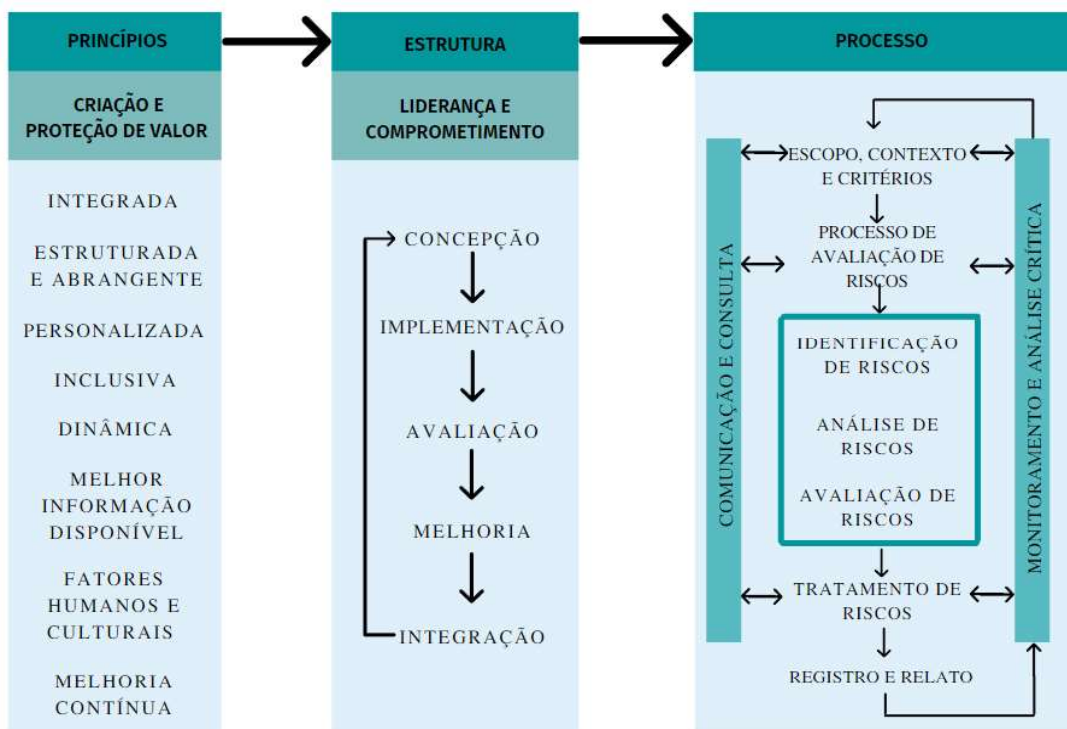 PRINCÍPIOS
CRIAÇÃO E
PROTEÇÃO DE VALOR
INTEGRADA
ESTRUTURADA
E ABRANGENTE
PERSONALIZADA
INCLUSIVA
DINÂMICA
MELHOR
INFORMAÇÃO
DISPONÍVEL
FATORES
HUMANOS E
CULTURAIS
MELHORIA
CONTÍNUA
ESTRUTURA
LIDERANÇA E
COMPROMETIMENTO
CONCEPÇÃO
IMPLEMENTAÇÃO
AVALIAÇÃO
MELHORIA
INTEGRAÇÃO
PROCESSO
COMUNICAÇÃO E CONSULTA
ESCOPO, CONTEXTO
E CRITÉRIOS
PROCESSO DE
AVALIAÇÃO DE
RISCOS
IDENTIFICAÇÃO
DE RISCOS
ANÁLISE DE
RISCOS
AVALIAÇÃO DE
RISCOS
TRATAMENTO DE
RISCOS
REGISTRO E RELATO
MONITORAMENTO E ANÁLISE CRÍTICA